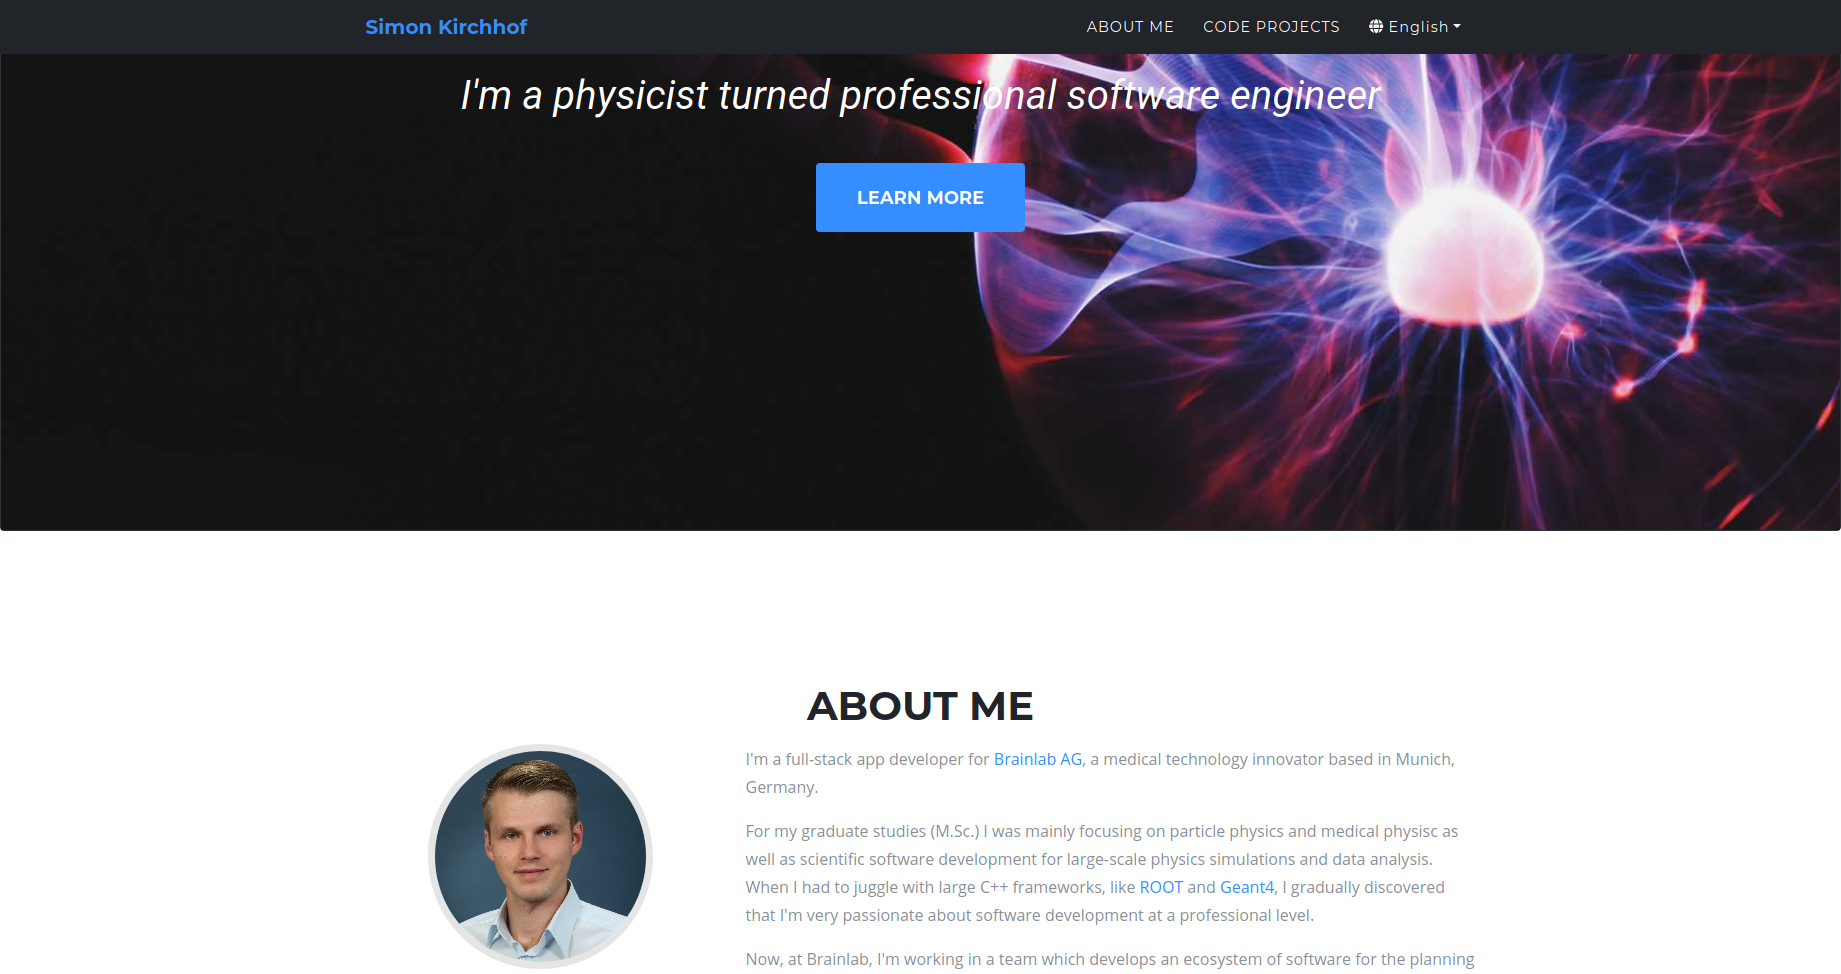 Simon Kirchhof
ABOUT ME
CODE PROJECTS
English
I'm a physicist turned professional software engineer
LEARN MORE
ABOUT ME
I'm a full-stack app developer for Brainlab AG, a medical technology innovator based in Munich,
Germany.
For my graduate studies (M.Sc.) I was mainly focusing on particle physics and medical physisc as
well as scientific software development for large-scale physics simulations and data analysis.
When I had to juggle with large C++ frameworks, like ROOT and Geant4, I gradually discovered
that I'm very passionate about software development at a professional level.
Now, at Brainlab, I'm working in a team which develops an ecosystem of software for the planning